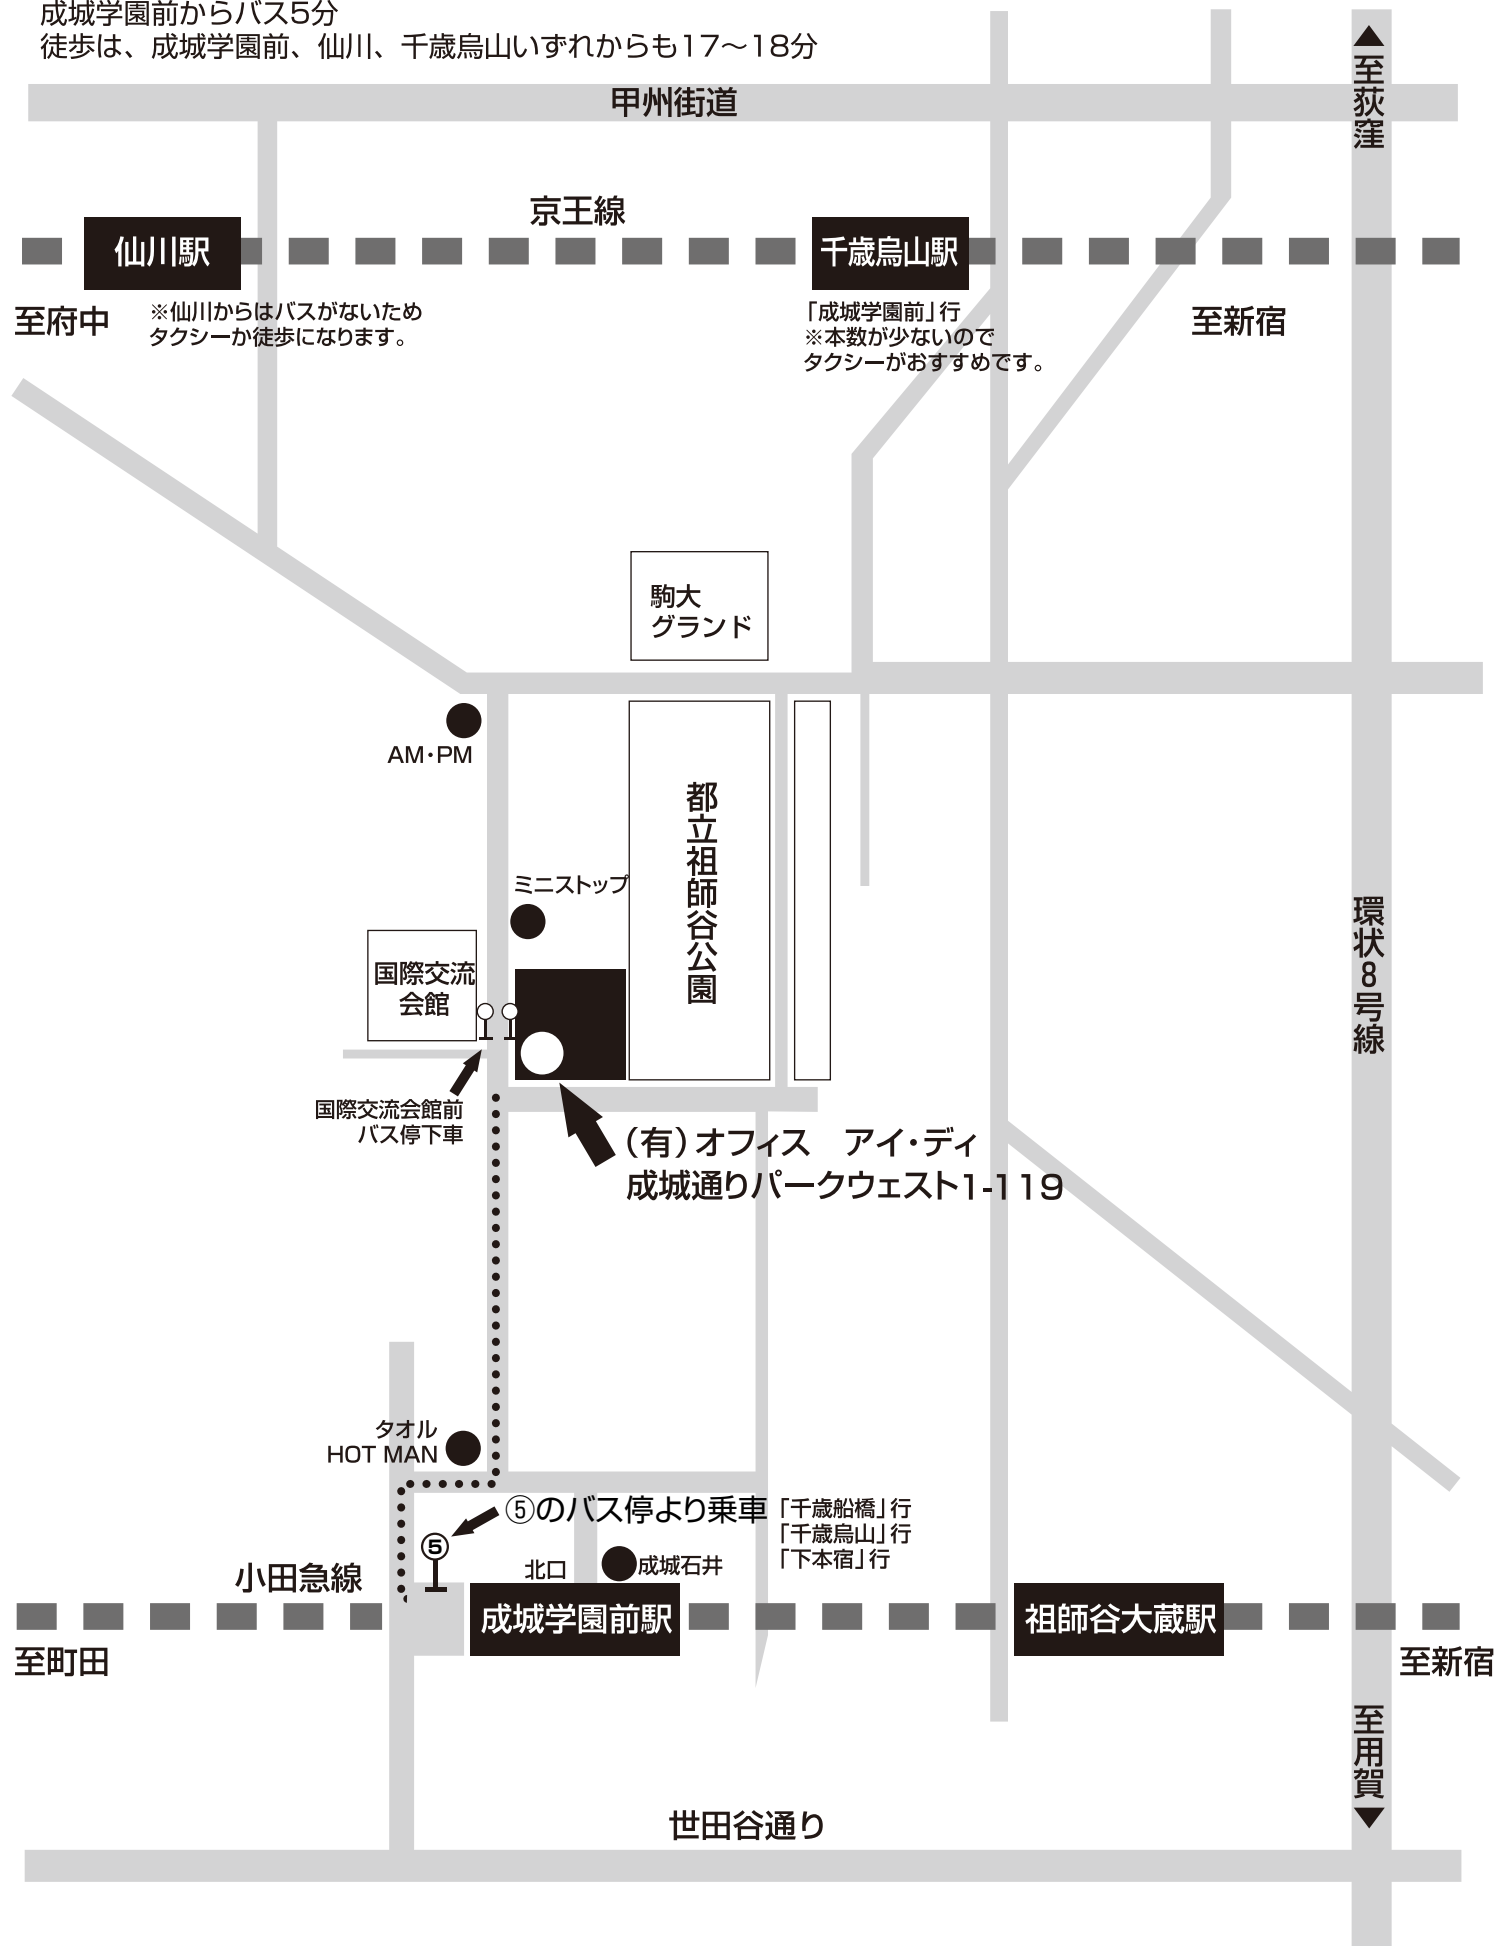 成城学園前からバス5分
徒歩は、成城学園前、仙川、千歳烏山いずれからも17〜18分
甲州街道
▲至荻窪
京王線
仙川駅
千歳烏山駅
至府中
※仙川からはバスがないため
タクシーか徒歩になります。
「成城学園前」行
※本数が少ないので
タクシーがおすすめです。
至新宿
駒大
グランド
AM・PM
都立祖師谷公園
ミニストップ
環状8号線
国際交流
会館
国際交流会館前
バス停下車
（有）オフィス　アイ・ディ
成城通りパークウェスト1-119
タオル
HOT MAN
⑤のバス停より乗車
「千歳船橋」行
「千歳烏山」行
「下本宿」行
⑤
北口
成城石井
小田急線
成城学園前駅
祖師谷大蔵駅
至町田
至新宿
至用賀▼
世田谷通り